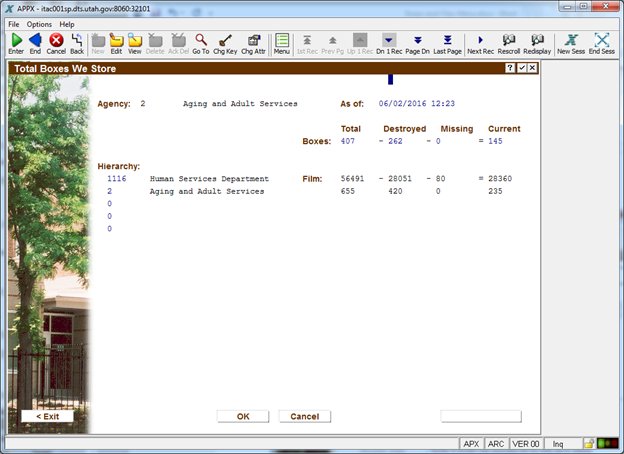 APPX - itac001sp.dts.utah.gov:8060:32101
File Options
Enter End Cancel Back New Edit View Delete Ack Del Go To Chg Key Chg Attr Menu 1st Rec Prev Pg Up 1 Rec Dn 1 Rec Page Dn Last Page Next Rec Rescroll Redisplay New Sess End Sess
Total Boxes We Store
Agency: 2 Aging and Adult Services As of: 06/02/2016 12:23
Total Destroyed Missing Current
Boxes: 407 - 262 - 0 = 145
Hierarchy:
1116 Human Services Department Film: 56491 - 28051 - 80 = 28360
2 Aging and Adult Services 655 420 0 235
0
0
0
< Exit OK Cancel
APX ARC VER 00 Inq